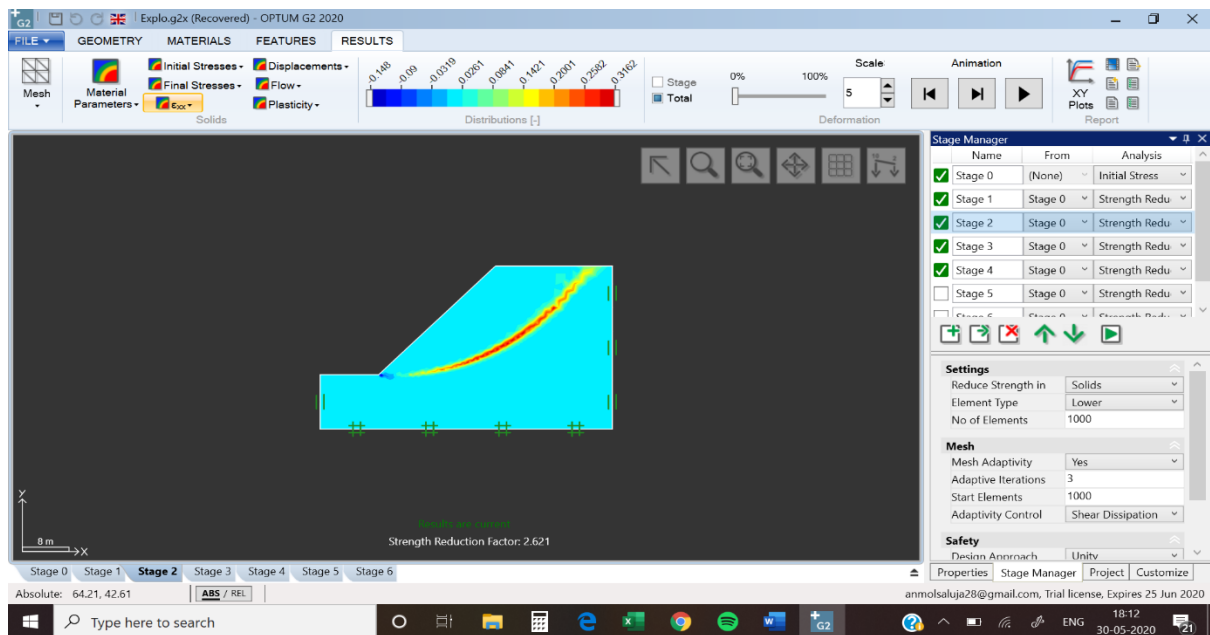 G2 Explo.g2x (Recovered) - OPTUM G2 2020
FILE GEOMETRY MATERIALS FEATURES RESULTS
Mesh
Material Parameters
Initial Stresses
Final Stresses
εxx
Displacements
Flow
Plasticity
Solids
-0.148 -0.09 -0.0319 0.0261 0.0841 0.1421 0.2001 0.2582 0.3162
Distributions [-]
Stage
Total
0% 100%
Scale
5
Deformation
Animation
XY Plots
Report
Stage Manager
Name From Analysis
Stage 0 (None) Initial Stress
Stage 1 Stage 0 Strength Redu
Stage 2 Stage 0 Strength Redu
Stage 3 Stage 0 Strength Redu
Stage 4 Stage 0 Strength Redu
Stage 5 Stage 0 Strength Redu
Settings
Reduce Strength in Solids
Element Type Lower
No of Elements 1000
Mesh
Mesh Adaptivity Yes
Adaptive Iterations 3
Start Elements 1000
Adaptivity Control Shear Dissipation
Safety
Design Approach Unity
Y
8 m
X
Results are current
Strength Reduction Factor: 2.621
Stage 0 Stage 1 Stage 2 Stage 3 Stage 4 Stage 5 Stage 6
Properties Stage Manager Project Customize
Absolute: 64.21, 42.61 ABS / REL
anmolsaluja28@gmail.com, Trial license, Expires 25 Jun 2020
Type here to search
G2
ENG
18:12
30-05-2020
21